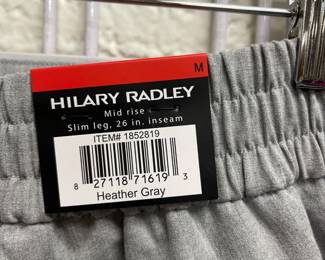 M
HILARY RADLEY
Mid rise
Slim leg, 26 in. inseam
ITEM# 1852819
8 27118 71619 3
Heather Gray